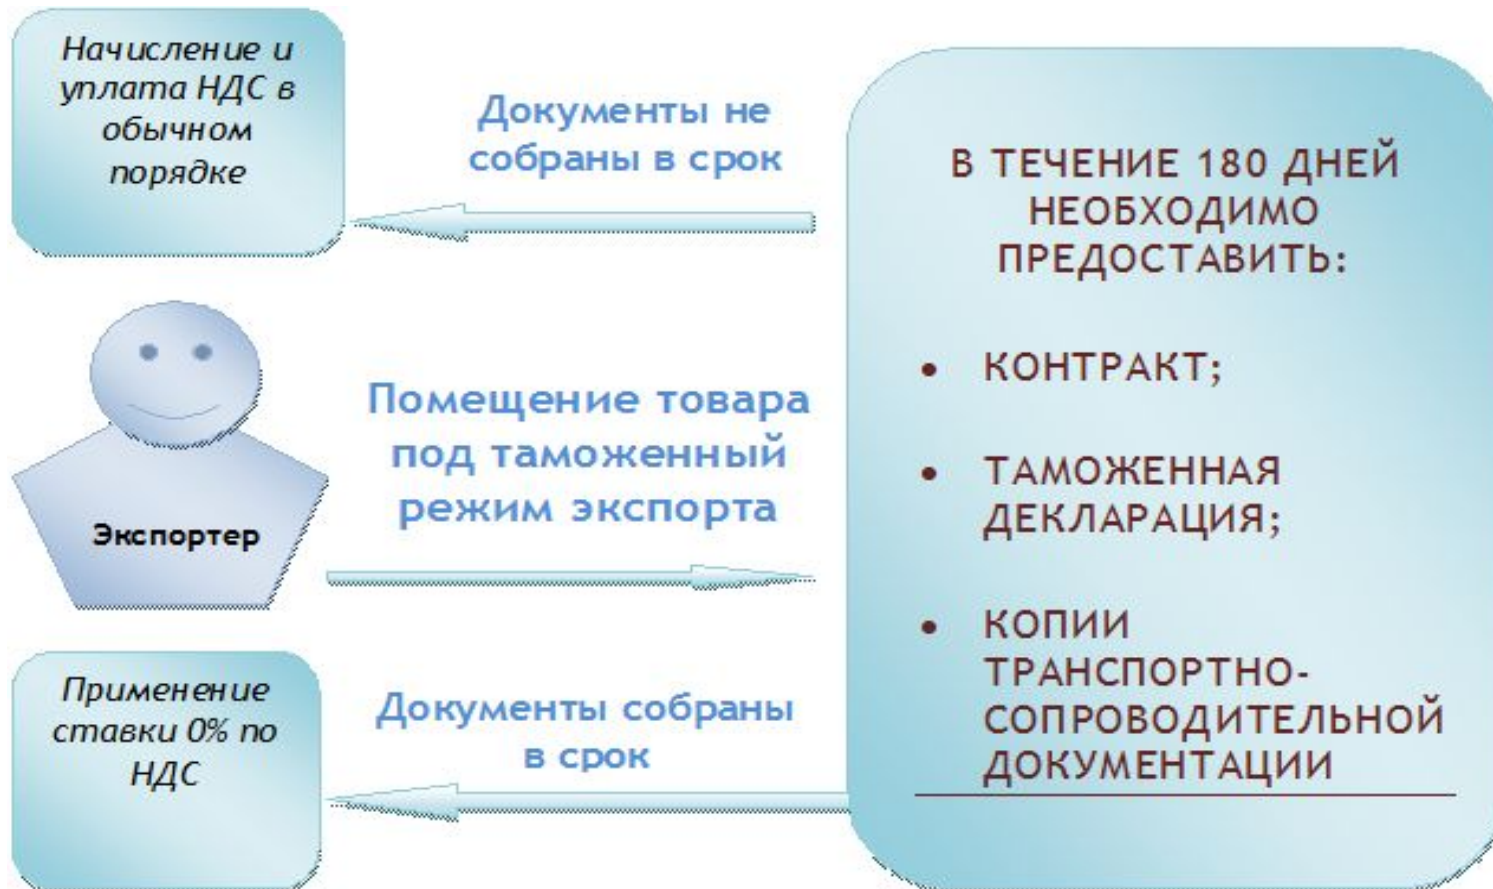 Начисление и
уплата НДС в
обычном
порядке
Документы не
собраны в срок
Экспортер
Помещение товара
под таможенный
режим экспорта
Применение
ставки 0% по
НДС
Документы собраны
в срок
В ТЕЧЕНИЕ 180 ДНЕЙ
НЕОБХОДИМО
ПРЕДОСТАВИТЬ:
• КОНТРАКТ;
• ТАМОЖЕННАЯ
ДЕКЛАРАЦИЯ;
• КОПИИ
ТРАНСПОРТНО-
СОПРОВОДИТЕЛЬНОЙ
ДОКУМЕНТАЦИИ